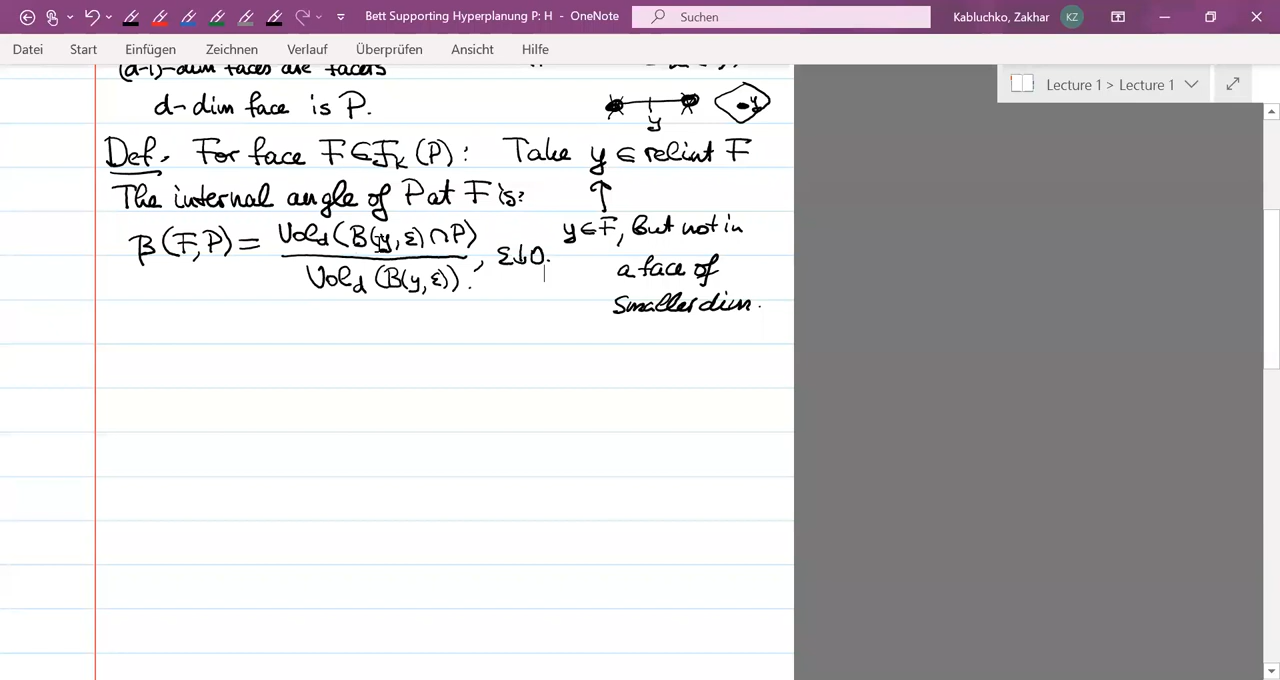 Bett Supporting Hyperplanung P: H - OneNote
Suchen
Kabluchko, Zakhar KZ
Datei Start Einfügen Zeichnen Verlauf Überprüfen Ansicht Hilfe
Lecture 1 > Lecture 1
(d-1)-dim faces are facets
d-dim face is P.
y y
Def. For face F ∈ F_k (P): Take y ∈ relint F
The internal angle of P at F is:
y ∈ F, but not in
a face of
smaller dim.
β(F,P) = Vol_d (B(y,ε) ∩ P) / Vol_d (B(y,ε)), ε↓0.